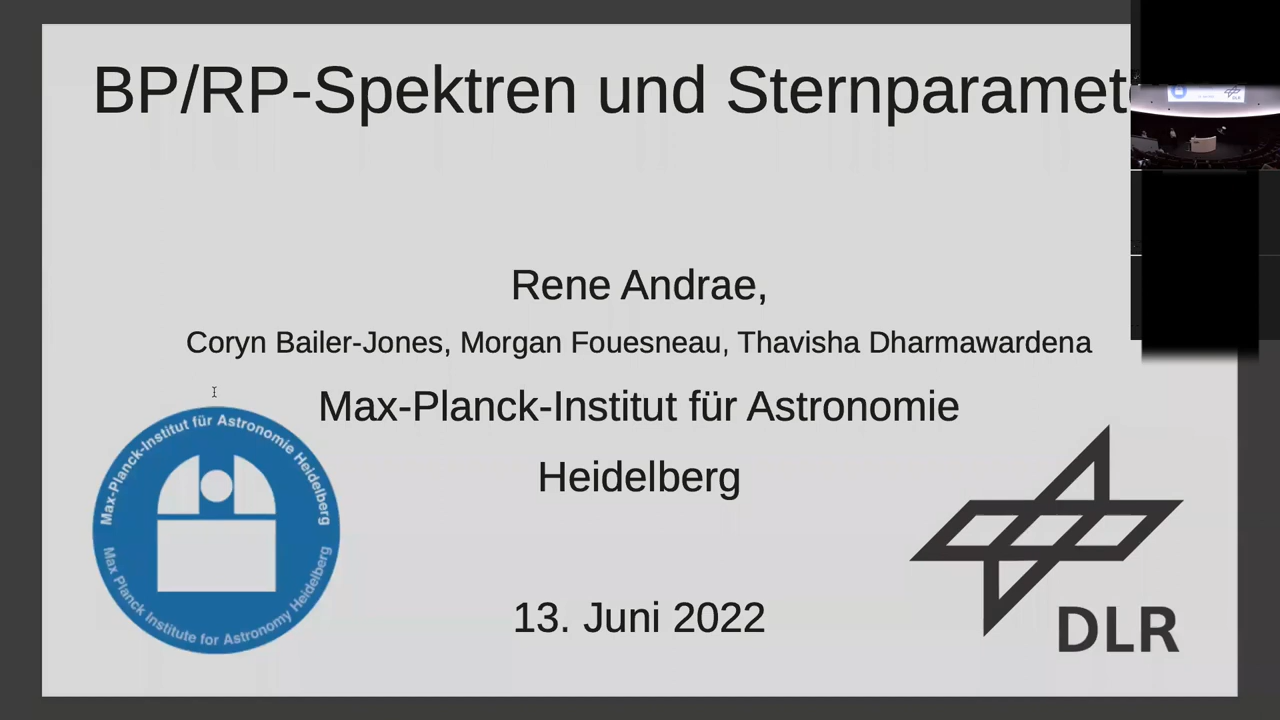 BP/RP-Spektren und Sternparamet
Rene Andrae,
Coryn Bailer-Jones, Morgan Fouesneau, Thavisha Dharmawardena
Max-Planck-Institut für Astronomie
Heidelberg
Max-Planck-Institut für Astronomie Heidelberg
Max Planck Institute for Astronomy Heidelberg
13. Juni 2022
DLR